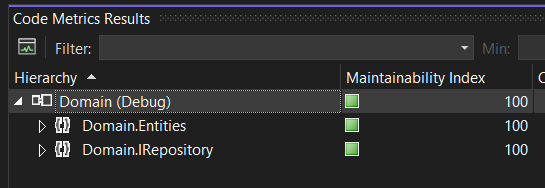 Code Metrics Results
Filter: Min:
Hierarchy Maintainability Index
Domain (Debug) 100
Domain.Entities 100
Domain.IRepository 100